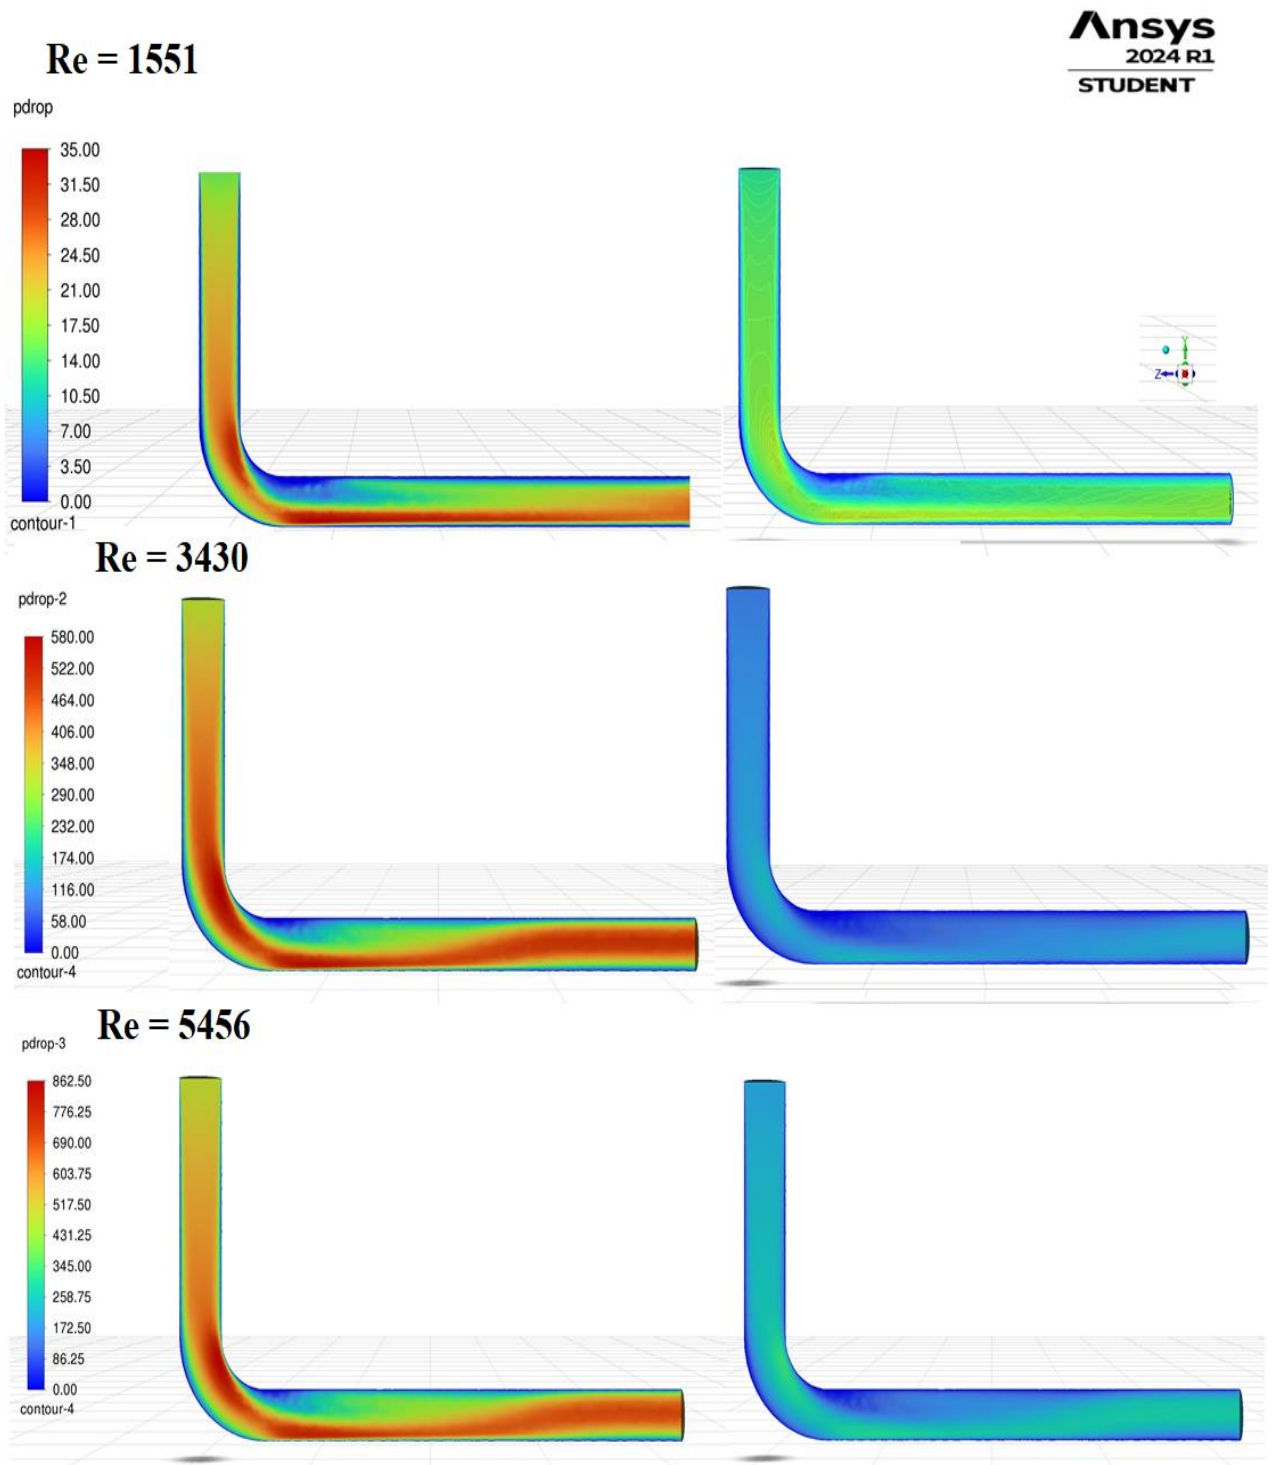 Ansys
2024 R1
STUDENT
Re = 1551
pdrop
35.00
31.50
28.00
24.50
21.00
17.50
14.00
10.50
7.00
3.50
0.00
contour-1
Y
Z
Re = 3430
pdrop-2
580.00
522.00
464.00
406.00
348.00
290.00
232.00
174.00
116.00
58.00
0.00
contour-4
Re = 5456
pdrop-3
862.50
776.25
690.00
603.75
517.50
431.25
345.00
258.75
172.50
86.25
0.00
contour-4